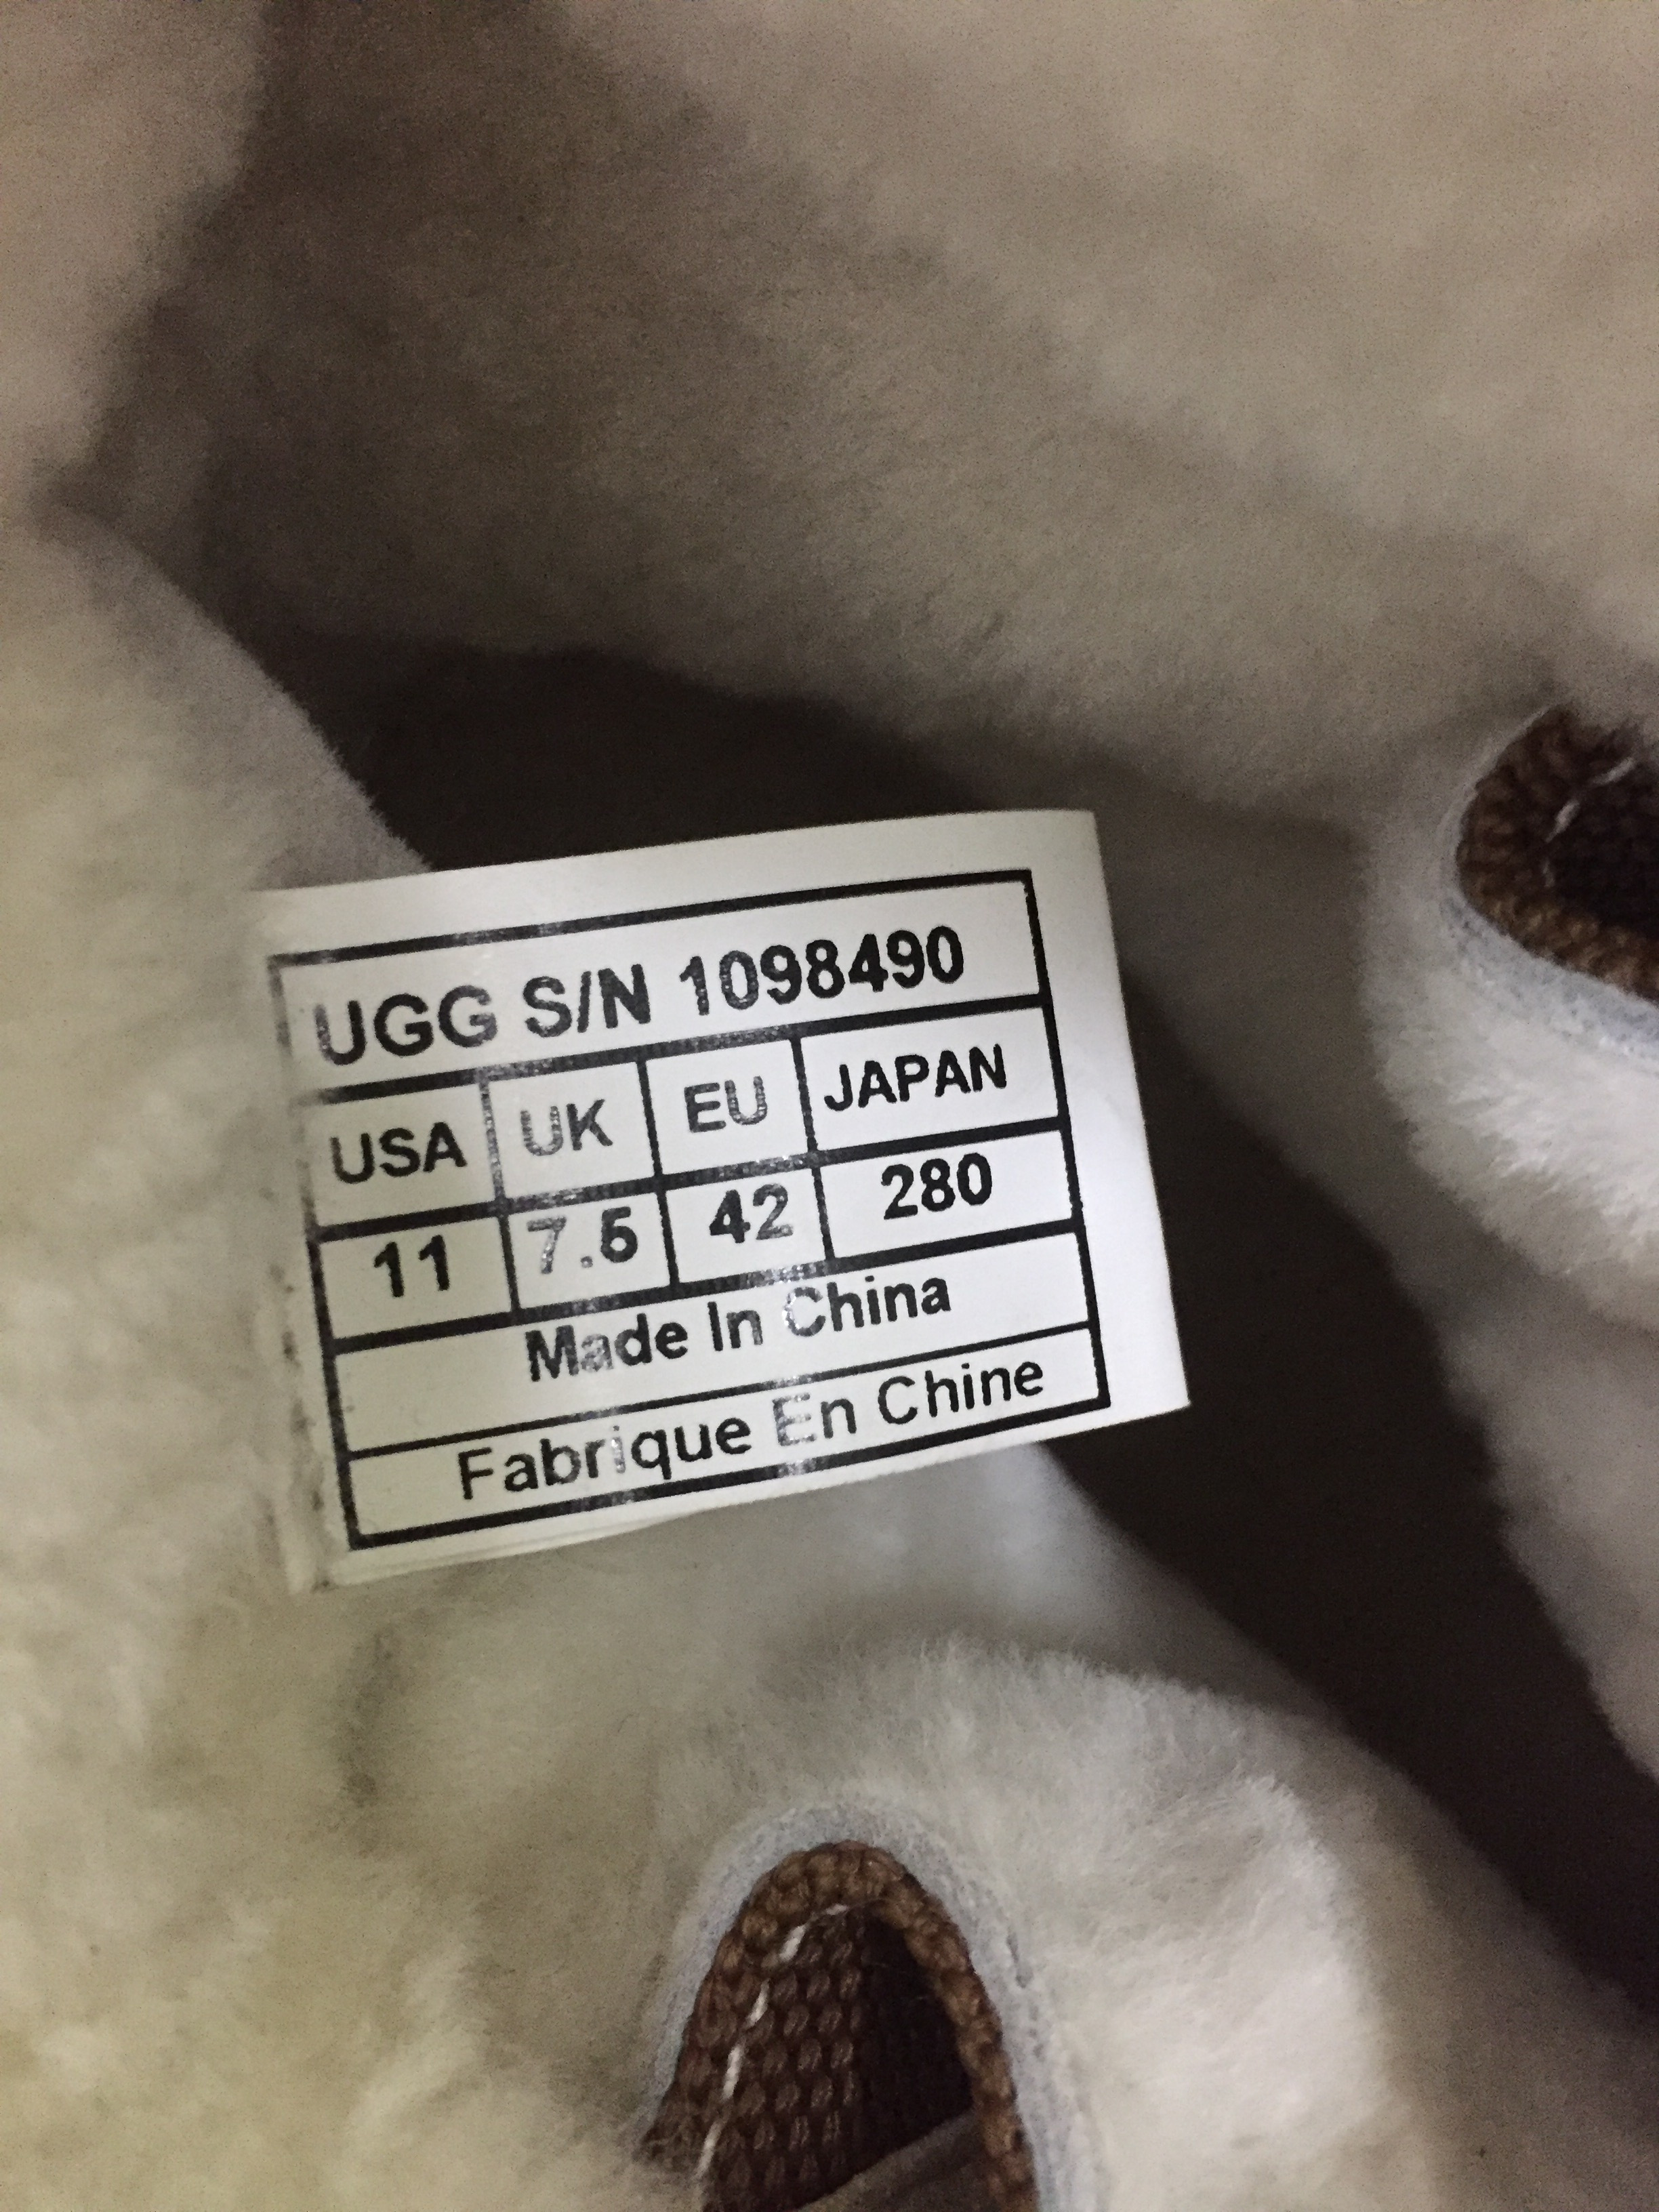 UGG S/N 1098490
USA UK EU JAPAN
11 7.5 42 280
Made In China
Fabrique En Chine